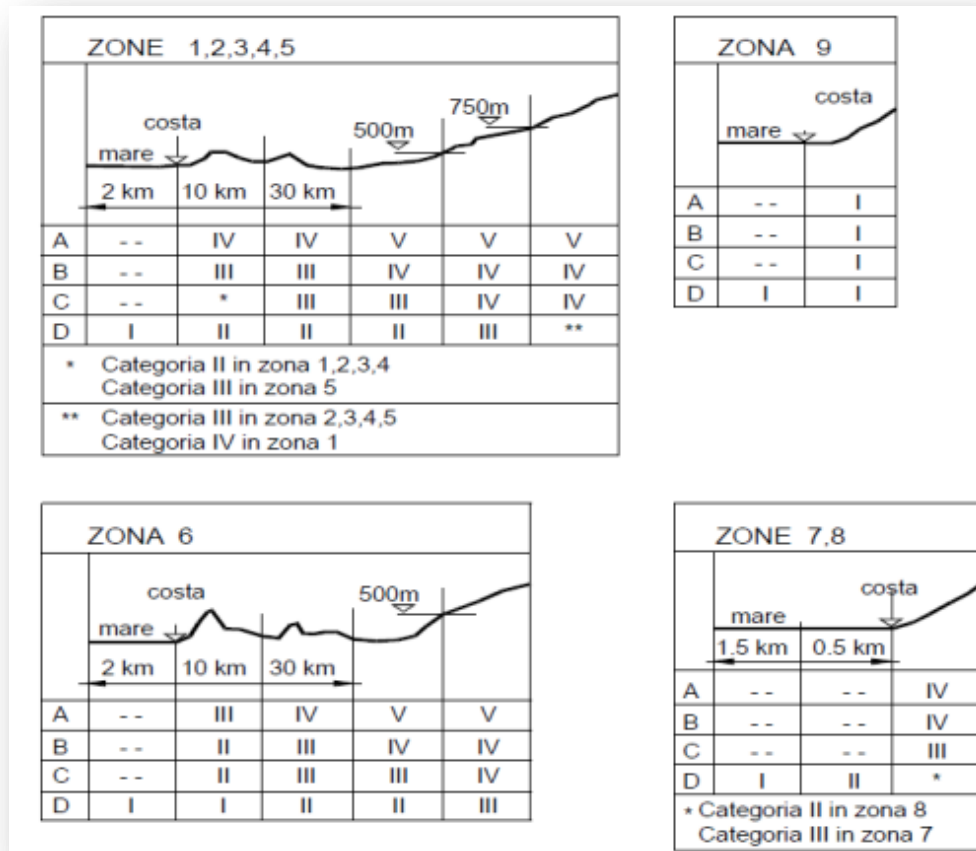 ZONE 1,2,3,4,5
costa
mare
500m
750m
2 km 10 km 30 km
A -- IV IV V V V
B -- III III IV IV IV
C -- * III III IV IV
D I II II II III **
* Categoria II in zona 1,2,3,4
Categoria III in zona 5
** Categoria III in zona 2,3,4,5
Categoria IV in zona 1
ZONA 9
costa
mare
A -- I
B -- I
C -- I
D I I
ZONA 6
costa
mare
500m
2 km 10 km 30 km
A -- III IV V V
B -- II III IV IV
C -- II III III IV
D I I II II III
ZONE 7,8
costa
mare
1.5 km 0.5 km
A -- -- IV
B -- -- IV
C -- -- III
D I II *
* Categoria II in zona 8
Categoria III in zona 7